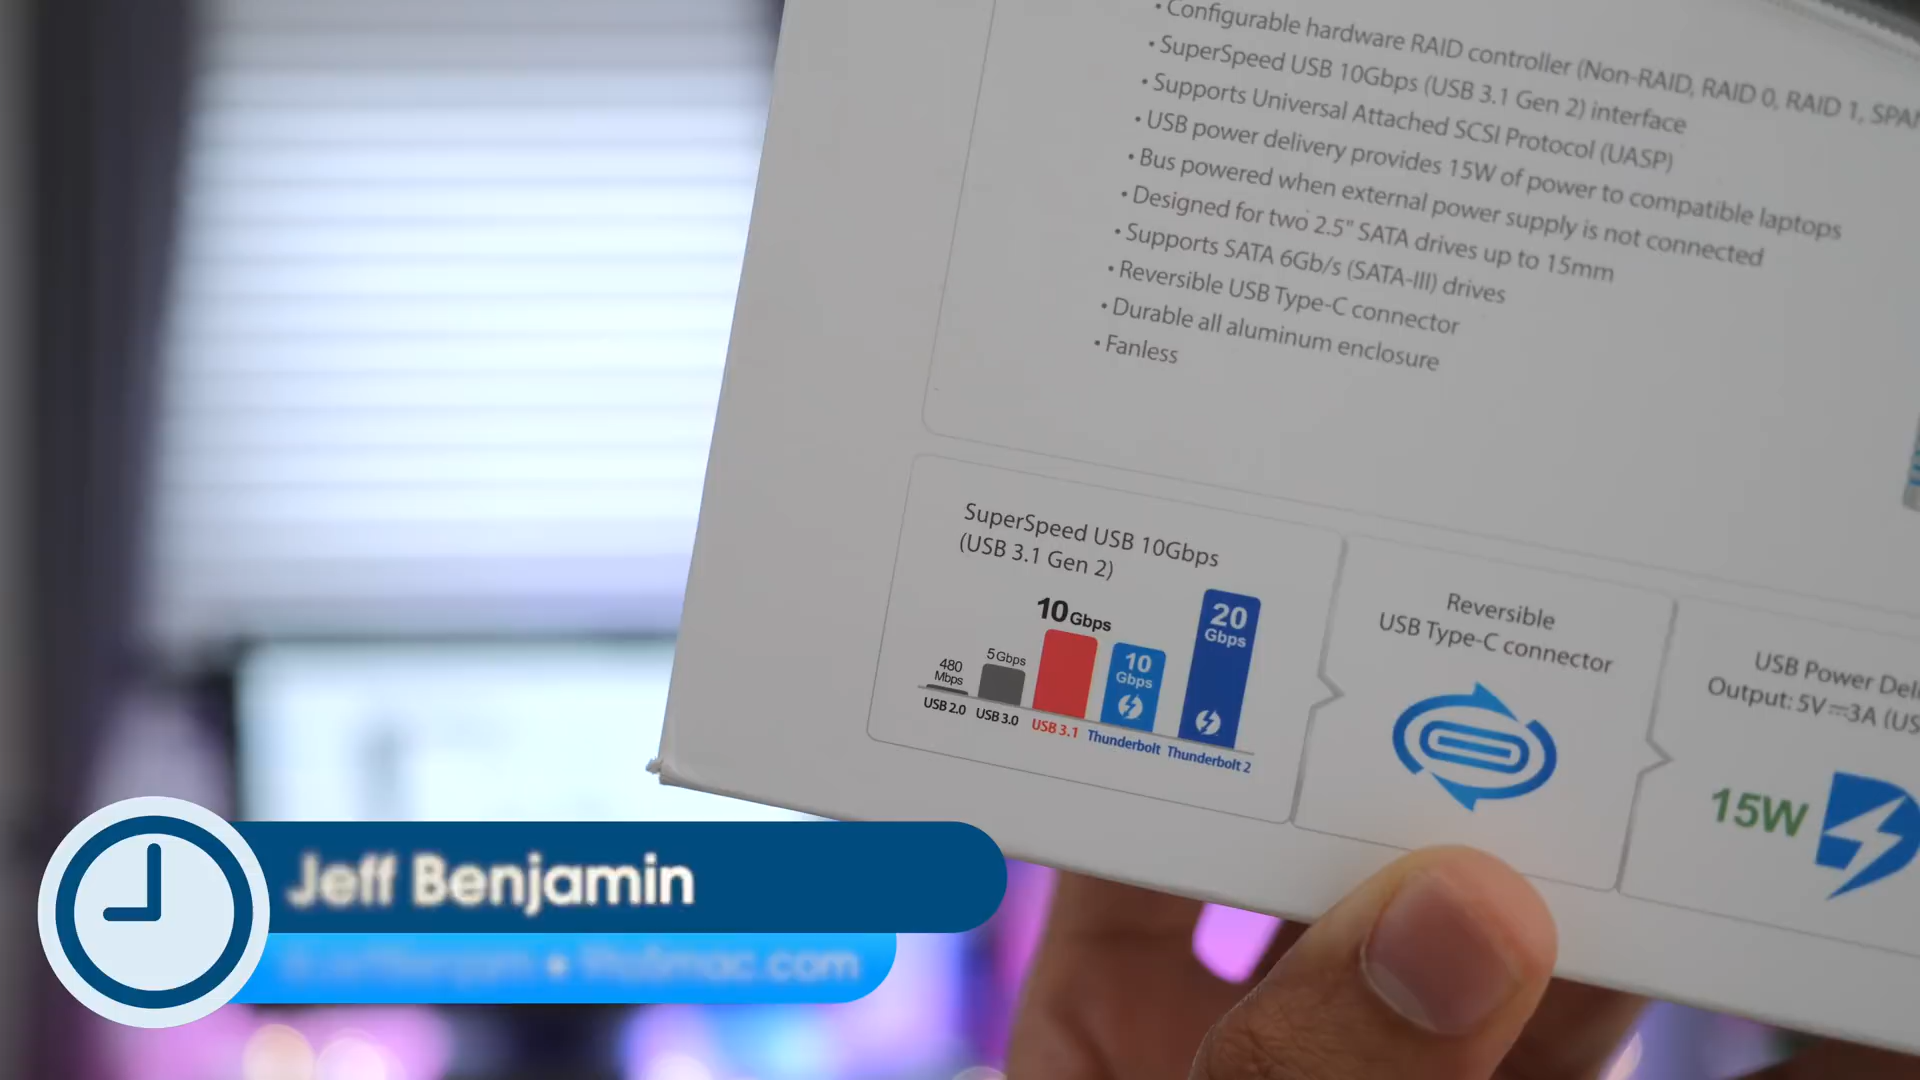 • Configurable hardware RAID controller (Non-RAID, RAID 0, RAID 1,
• SuperSpeed USB 10Gbps (USB 3.1 Gen 2) interface
• Supports Universal Attached SCSI Protocol (UASP)
• USB power delivery provides 15W of power to compatible laptops
• Bus powered when external power supply is not connected
• Designed for two 2.5" SATA drives up to 15mm
• Supports SATA 6Gb/s (SATA-III) drives
• Reversible USB Type-C connector
• Durable all aluminum enclosure
• Fanless
SuperSpeed USB 10Gbps
(USB 3.1 Gen 2)
480
Mbps
5Gbps
10Gbps
10
Gbps
20
Gbps
USB 2.0
USB 3.0
USB 3.1
Thunderbolt
Thunderbolt 2
Reversible
USB Type-C connector
USB Power
Output: 5V⎓3A
15W
Jeff Benjamin
9to5mac.com